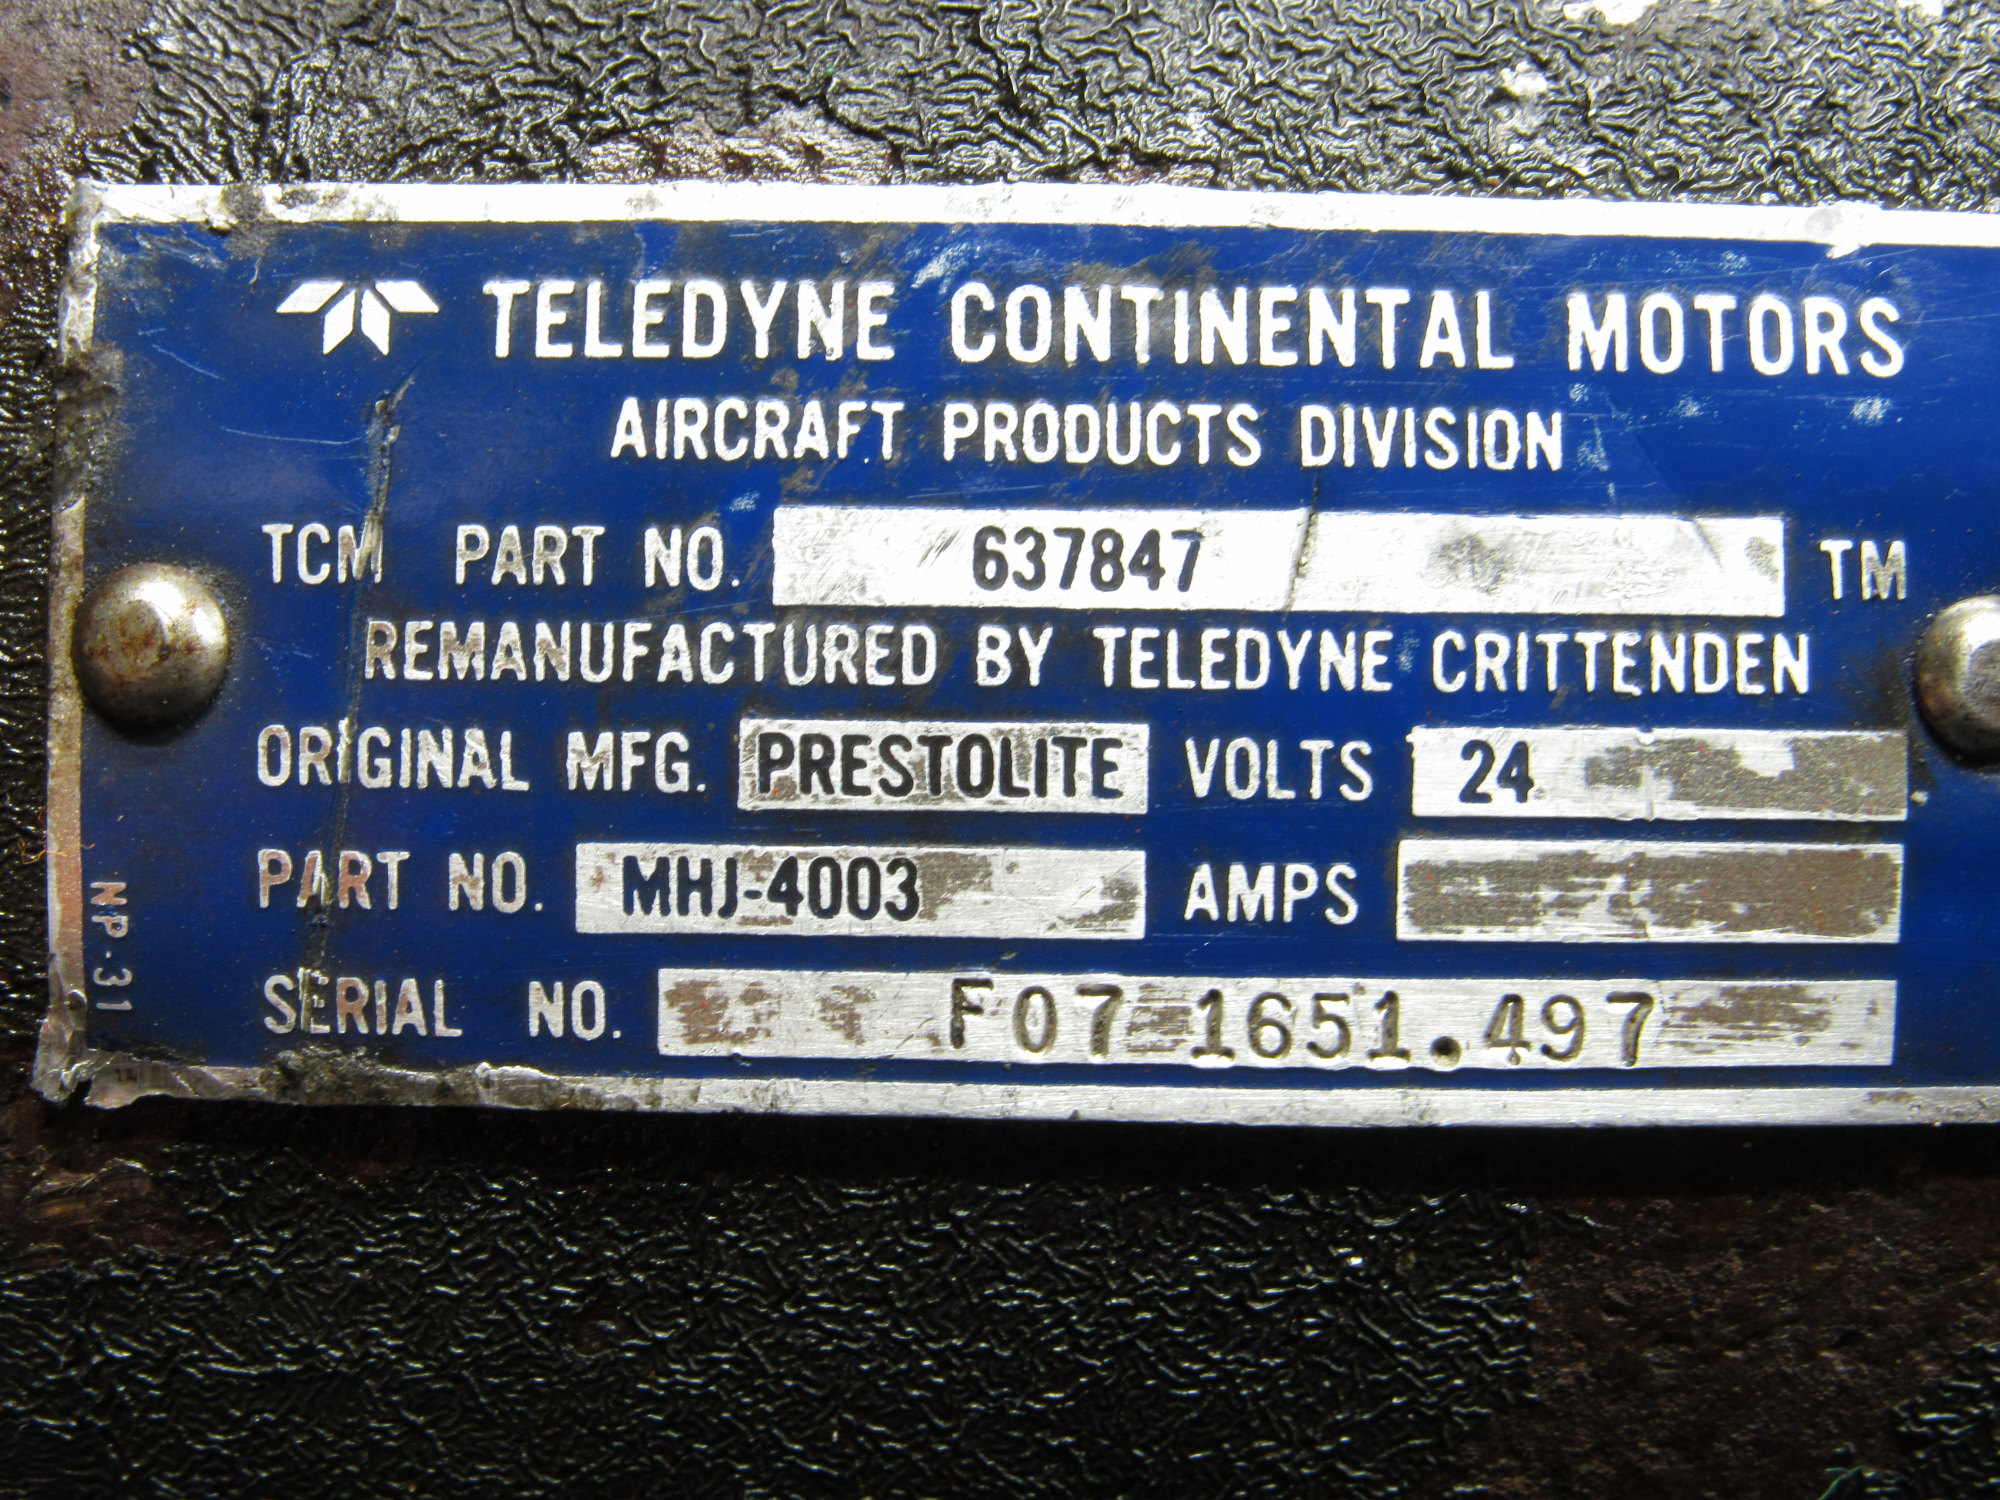 TELEDYNE CONTINENTAL MOTORS
AIRCRAFT PRODUCTS DIVISION
TCM PART NO. 637847 TM
REMANUFACTURED BY TELEDYNE CRITTENDEN
ORIGINAL MFG. PRESTOLITE VOLTS 24
PART NO. MHJ-4003 AMPS
SERIAL NO. F07 1651.497
NP-31